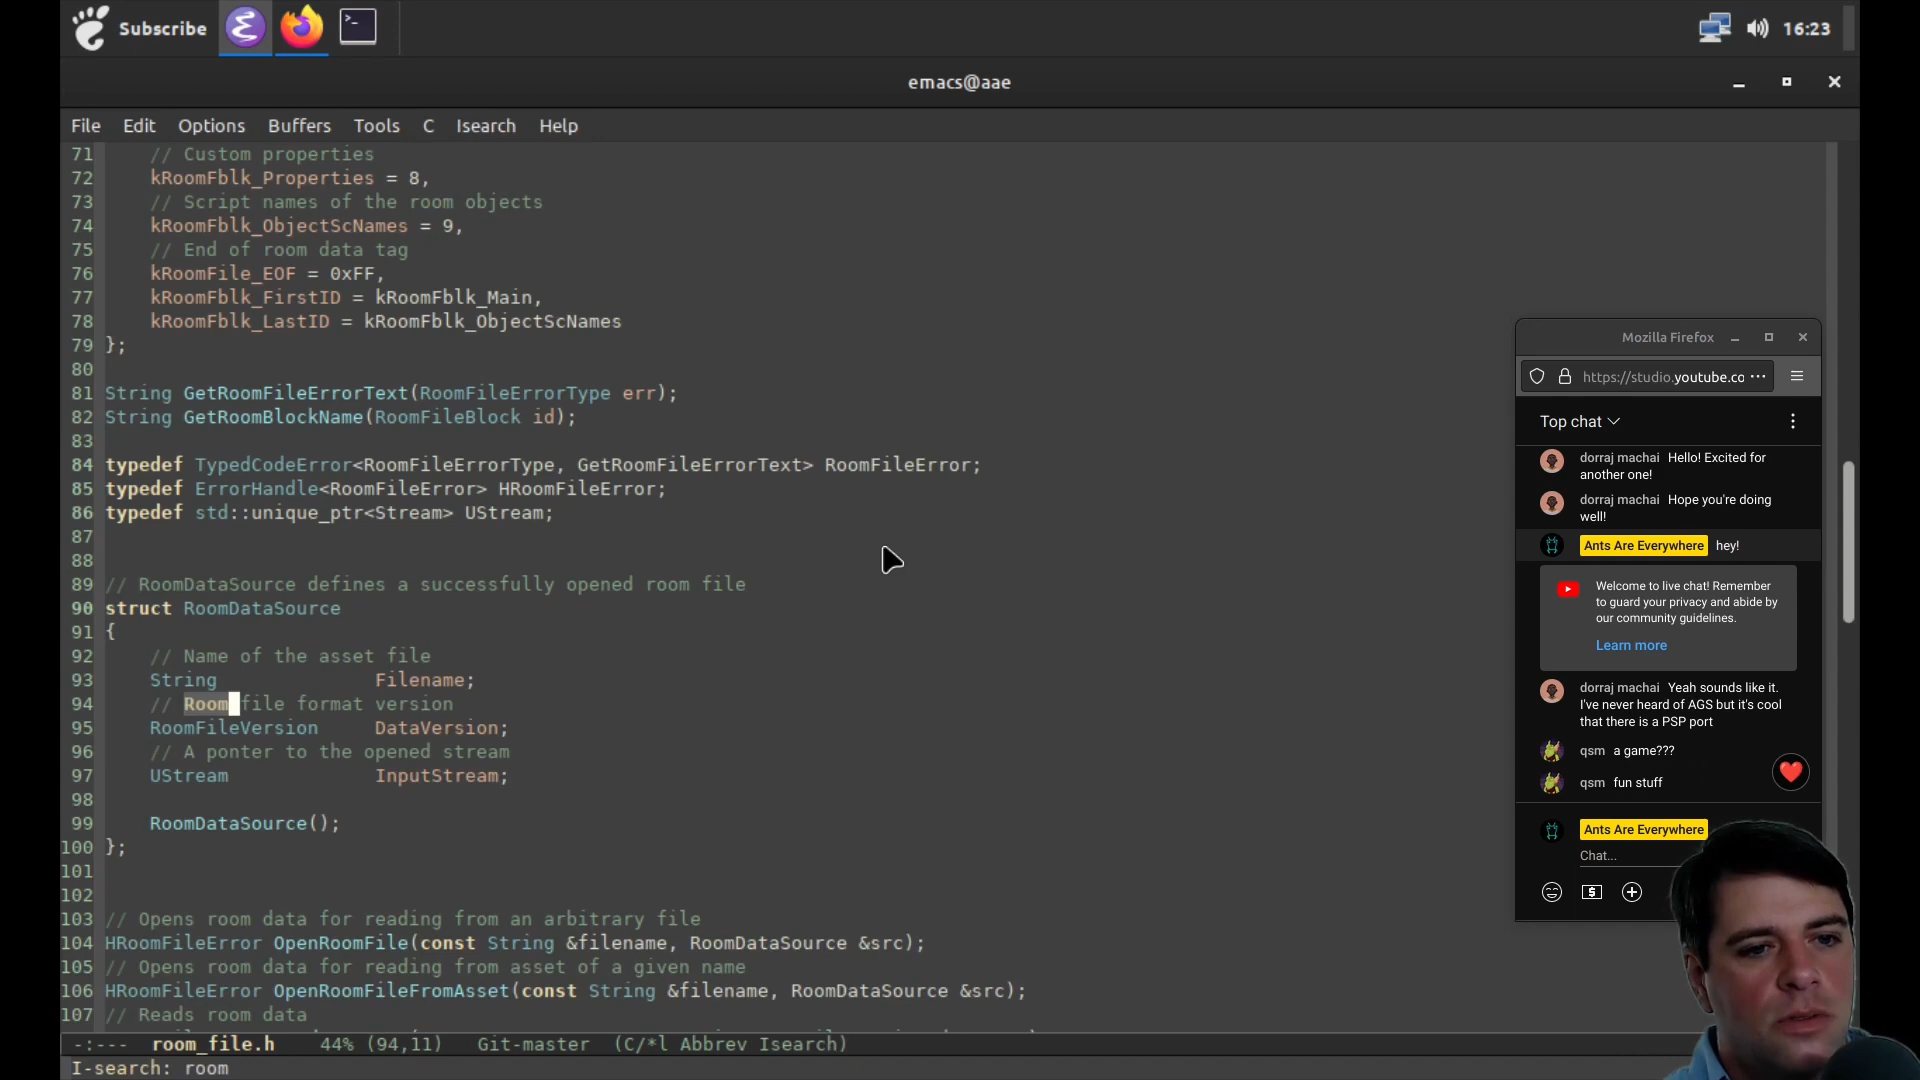 Subscribe
16:23
emacs@aae
File Edit Options Buffers Tools C Isearch Help
71 // Custom properties
72 kRoomFblk_Properties = 8,
73 // Script names of the room objects
74 kRoomFblk_ObjectScNames = 9,
75 // End of room data tag
76 kRoomFile_EOF = 0xFF,
77 kRoomFblk_FirstID = kRoomFblk_Main,
78 kRoomFblk_LastID = kRoomFblk_ObjectScNames
79 };
80
81 String GetRoomFileErrorText(RoomFileErrorType err);
82 String GetRoomBlockName(RoomFileBlock id);
83
84 typedef TypedCodeError<RoomFileErrorType, GetRoomFileErrorText> RoomFileError;
85 typedef ErrorHandle<RoomFileError> HRoomFileError;
86 typedef std::unique_ptr<Stream> UStream;
87
88
89 // RoomDataSource defines a successfully opened room file
90 struct RoomDataSource
91 {
92 // Name of the asset file
93 String Filename;
94 // Room file format version
95 RoomFileVersion DataVersion;
96 // A ponter to the opened stream
97 UStream InputStream;
98
99 RoomDataSource();
100 };
101
102
103 // Opens room data for reading from an arbitrary file
104 HRoomFileError OpenRoomFile(const String &filename, RoomDataSource &src);
105 // Opens room data for reading from asset of a given name
106 HRoomFileError OpenRoomFileFromAsset(const String &filename, RoomDataSource &src);
107 // Reads room data
-:--- room_file.h 44% (94,11) Git-master (C/*l Abbrev Isearch)
I-search: room
Mozilla Firefox
https://studio.youtube.co
Top chat
dorraj machai Hello! Excited for
another one!
dorraj machai Hope you're doing
well!
Ants Are Everywhere hey!
Welcome to live chat! Remember
to guard your privacy and abide by
our community guidelines.
Learn more
dorraj machai Yeah sounds like it.
I've never heard of AGS but it's cool
that there is a PSP port
qsm a game???
qsm fun stuff
Ants Are Everywhere
Chat...